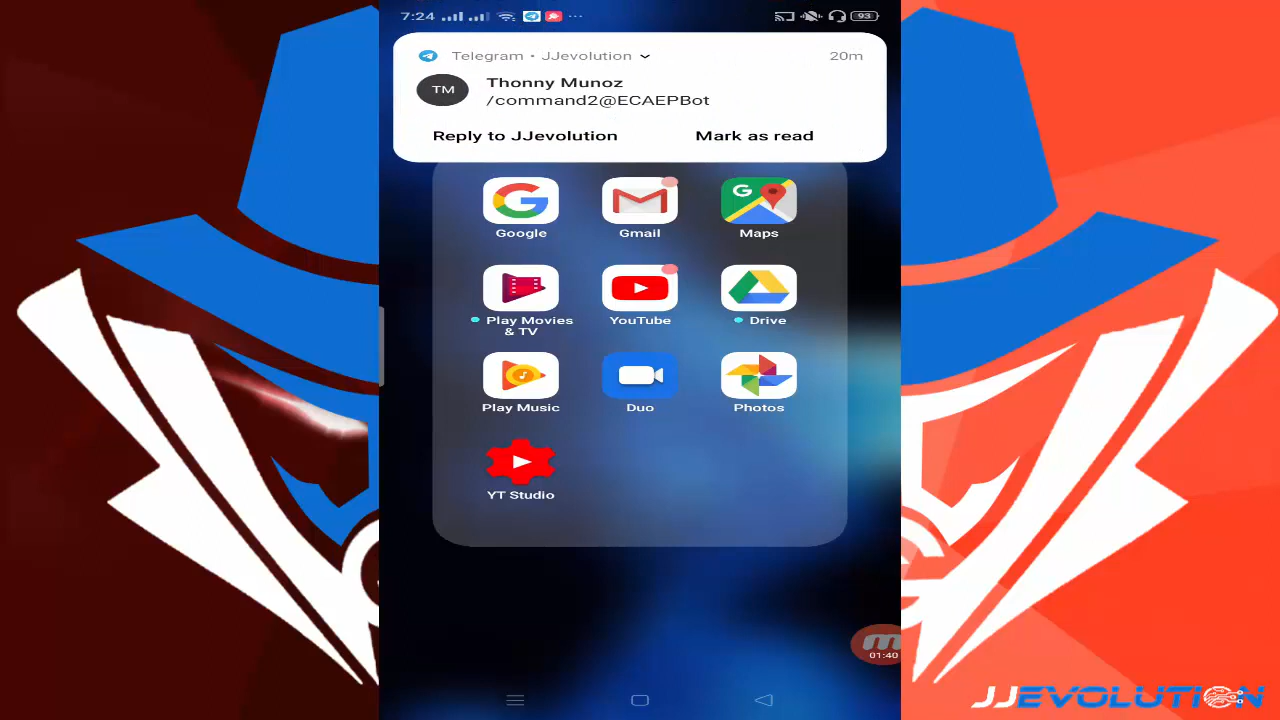 7:24
93
Telegram • JJevolution
20m
TM
Thonny Munoz
/command2@ECAEPBot
Reply to JJevolution
Mark as read
Google
Gmail
Maps
Play Movies
& TV
YouTube
Drive
Play Music
Duo
Photos
YT Studio
01:40
JJEVOLUTION